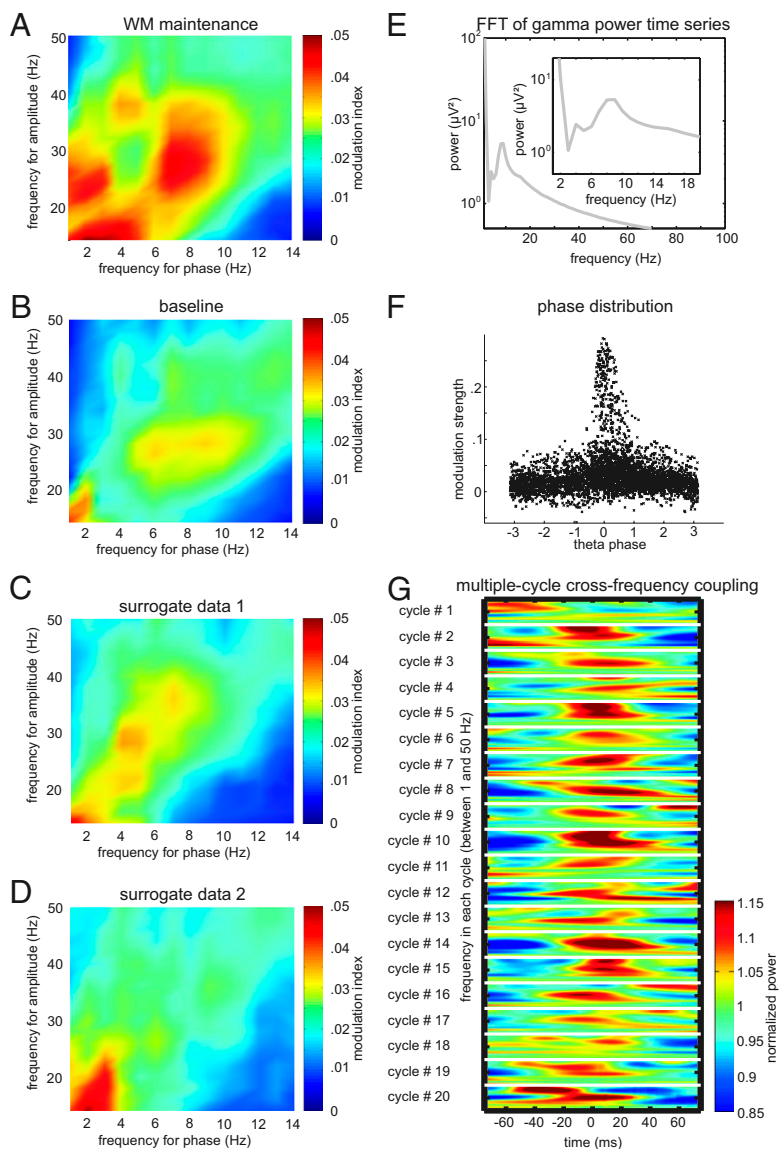 A
WM maintenance
frequency for amplitude (Hz)
50
40
30
20
2 4 6 8 10 12 14
frequency for phase (Hz)
.05
.04
.03
.02
.01
0
modulation index
B
baseline
frequency for amplitude (Hz)
50
40
30
20
2 4 6 8 10 12 14
frequency for phase (Hz)
.05
.04
.03
.02
.01
0
modulation index
C
surrogate data 1
frequency for amplitude (Hz)
50
40
30
20
2 4 6 8 10 12 14
frequency for phase (Hz)
.05
.04
.03
.02
.01
0
modulation index
D
surrogate data 2
frequency for amplitude (Hz)
50
40
30
20
2 4 6 8 10 12 14
frequency for phase (Hz)
.05
.04
.03
.02
.01
0
modulation index
E
FFT of gamma power time series
power (µV²)
10²
10¹
10⁰
20 40 60 80 100
frequency (Hz)
power (µV²)
10¹
10⁰
2 6 10 14 18
frequency (Hz)
F
phase distribution
modulation strength
.2
.1
0
-3 -2 -1 0 1 2 3
theta phase
G
multiple-cycle cross-frequency coupling
cycle # 1
cycle # 2
cycle # 3
cycle # 4
cycle # 5
cycle # 6
cycle # 7
cycle # 8
cycle # 9
cycle # 10
cycle # 11
cycle # 12
cycle # 13
cycle # 14
cycle # 15
cycle # 16
cycle # 17
cycle # 18
cycle # 19
cycle # 20
frequency in each cycle (between 1 and 50 Hz)
-60 -40 -20 0 20 40 60
time (ms)
1.15
1.1
1.05
1
0.95
0.9
0.85
normalized power